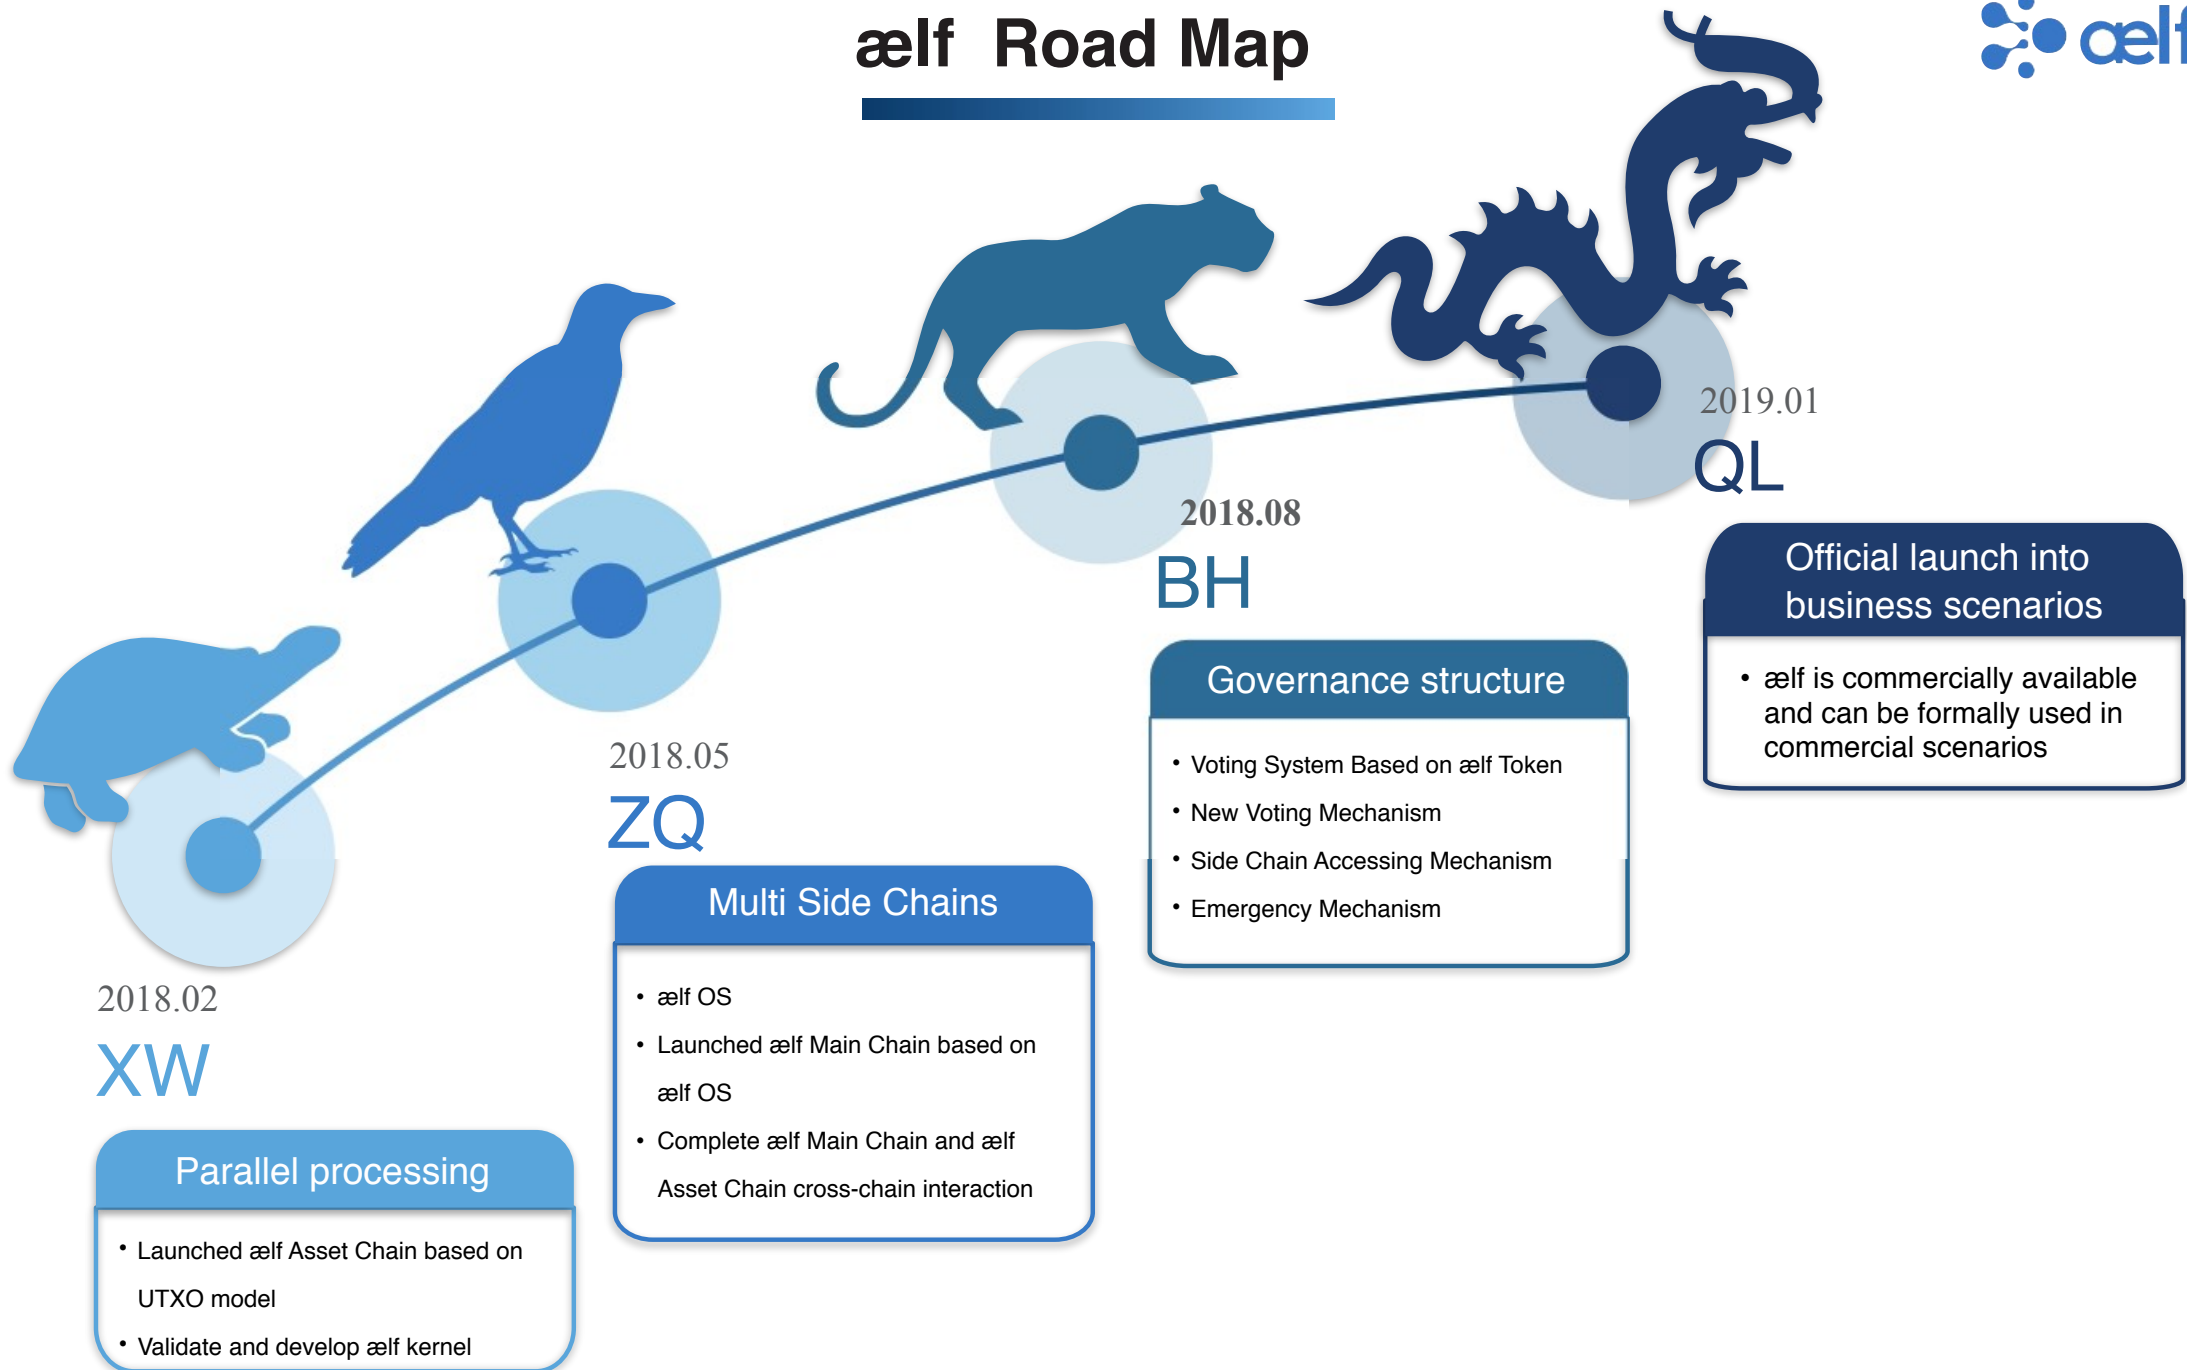 ælf Road Map
ælf
2019.01
QL
Official launch into
business scenarios
• ælf is commercially available
and can be formally used in
commercial scenarios
2018.08
BH
Governance structure
• Voting System Based on ælf Token
• New Voting Mechanism
• Side Chain Accessing Mechanism
• Emergency Mechanism
2018.05
ZQ
Multi Side Chains
• ælf OS
• Launched ælf Main Chain based on
ælf OS
• Complete ælf Main Chain and ælf
Asset Chain cross-chain interaction
2018.02
XW
Parallel processing
• Launched ælf Asset Chain based on
UTXO model
• Validate and develop ælf kernel